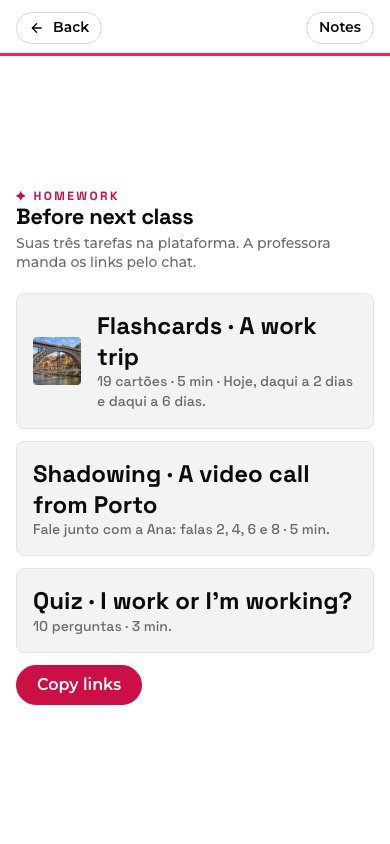 Back
Notes
HOMEWORK
Before next class
Suas três tarefas na plataforma. A professora
manda os links pelo chat.
Flashcards · A work
trip
19 cartões · 5 min · Hoje, daqui a 2 dias
e daqui a 6 dias.
Shadowing · A video call
from Porto
Fale junto com a Ana: falas 2, 4, 6 e 8 · 5 min.
Quiz · I work or I'm working?
10 perguntas · 3 min.
Copy links